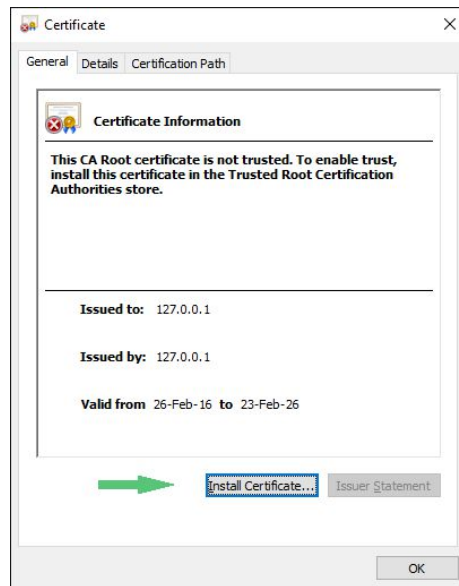 Certificate
General Details Certification Path
Certificate Information
This CA Root certificate is not trusted. To enable trust,
install this certificate in the Trusted Root Certification
Authorities store.
Issued to: 127.0.0.1
Issued by: 127.0.0.1
Valid from 26-Feb-16 to 23-Feb-26
Install Certificate... Issuer Statement
OK